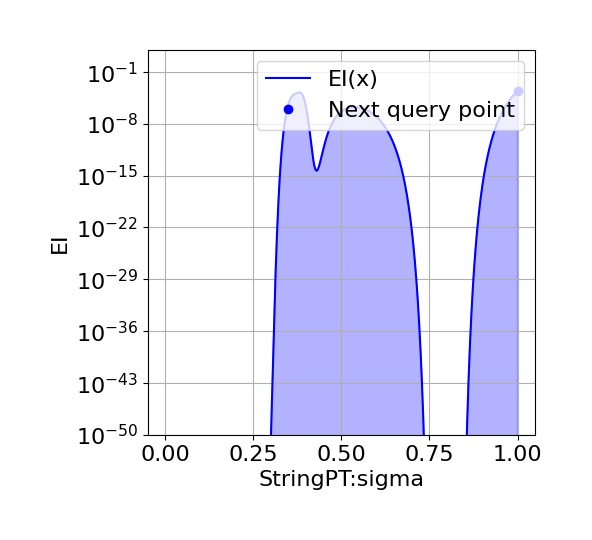 EI(x)
Next query point
10⁻¹
10⁻⁸
10⁻¹⁵
10⁻²²
10⁻²⁹
10⁻³⁶
10⁻⁴³
10⁻⁵⁰
EI
0.00 0.25 0.50 0.75 1.00
StringPT:sigma